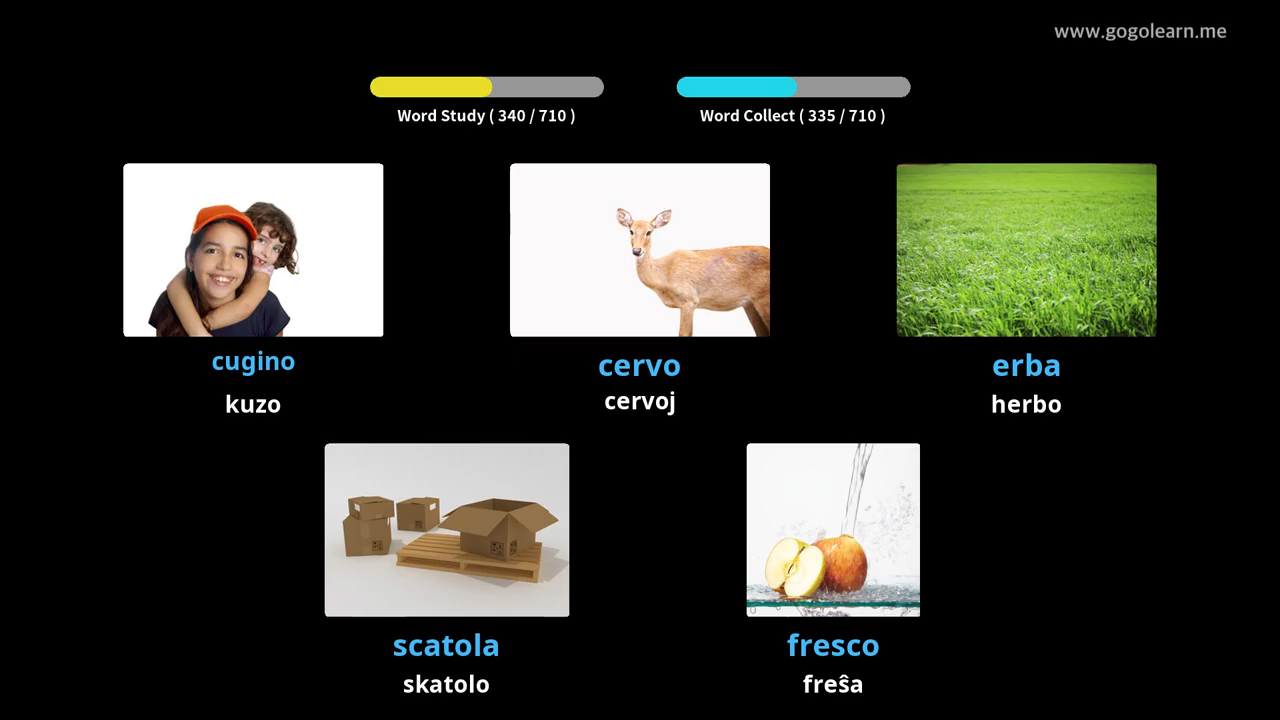 www.gogolearn.me
Word Study ( 340 / 710 )
Word Collect ( 335 / 710 )
cugino
kuzo
cervo
cervoj
erba
herbo
scatola
skatolo
fresco
freŝa